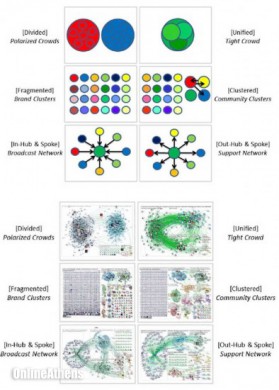 [Divided]
Polarized Crowds
[Unified]
Tight Crowd
[Fragmented]
Brand Clusters
[Clustered]
Community Clusters
[In-Hub & Spoke]
Broadcast Network
[Out-Hub & Spoke]
Support Network
[Divided]
Polarized Crowds
[Unified]
Tight Crowd
[Fragmented]
Brand Clusters
[Clustered]
Community Clusters
[In-Hub & Spoke]
Broadcast Network
[Out-Hub & Spoke]
Support Network
OnlineAthens